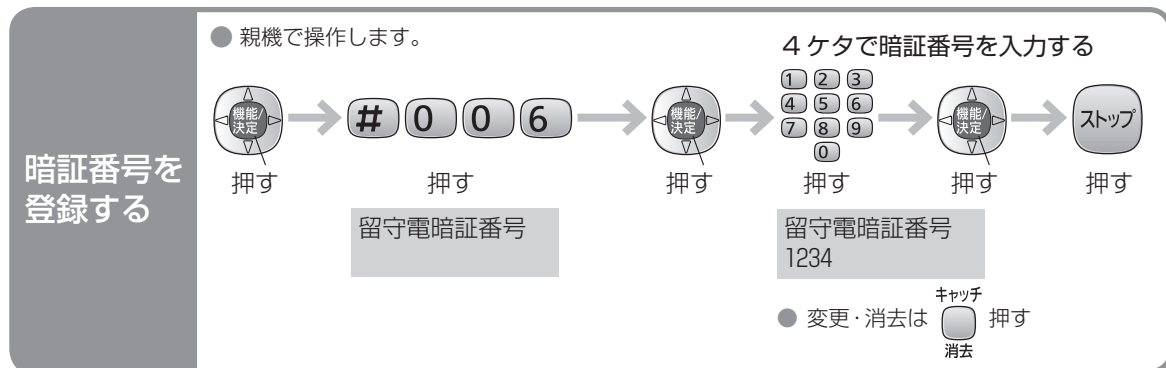 暗証番号を
登録する
● 親機で操作します。
4 ケタで暗証番号を入力する
機能/
決定
押す
# 0 0 6
押す
機能/
決定
押す
1 2 3
4 5 6
7 8 9
0
押す
機能/
決定
押す
ストップ
押す
留守電暗証番号
留守電暗証番号
1234
● 変更・消去は キャッチ 押す
消去